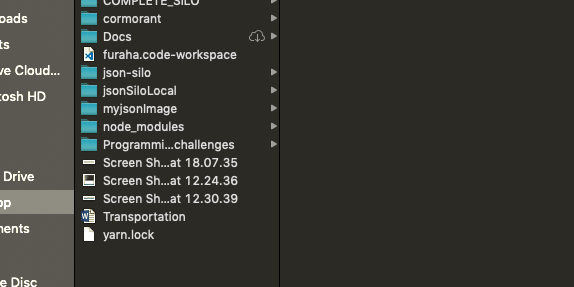 COMPLETE_SILO
oads
cormorant
ts
Docs
furaha.code-workspace
ve Cloud...
json-silo
tosh HD
jsonSiloLocal
myjsonImage
node_modules
Programmi...challenges
Screen Sh...at 18.07.35
Drive
Screen Sh...at 12.24.36
op
Screen Sh...at 12.30.39
Transportation
ments
yarn.lock
e Disc